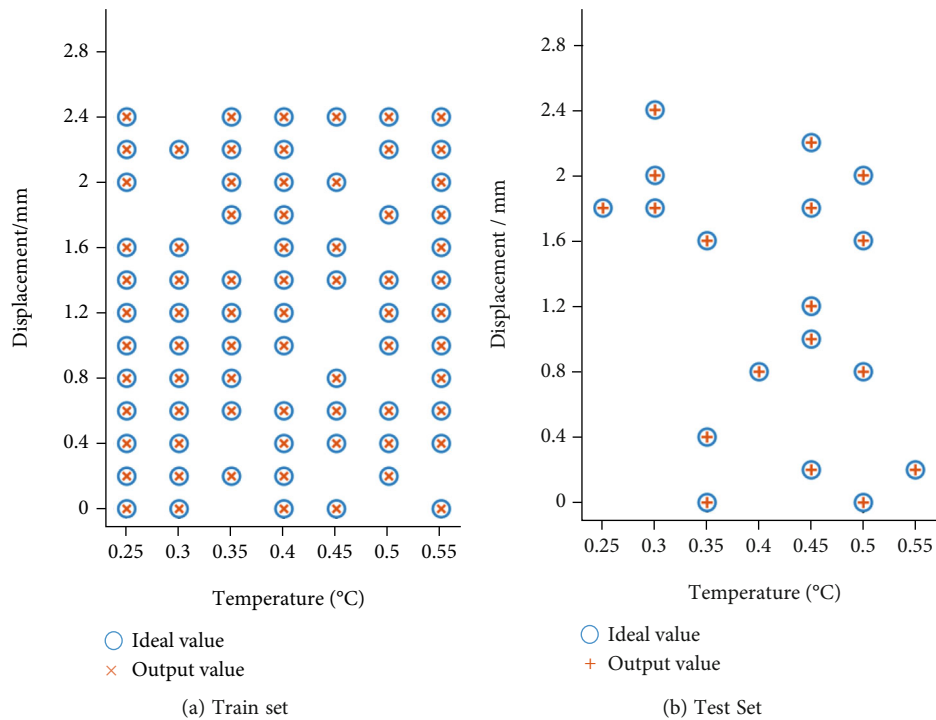 Displacement/mm
2.8
2.4
2
1.6
1.2
0.8
0.4
0
0.25 0.3 0.35 0.4 0.45 0.5 0.55
Temperature (°C)
Ideal value
× Output value
(a) Train set
Displacement / mm
2.8
2.4
2
1.6
1.2
0.8
0.4
0
0.25 0.3 0.35 0.4 0.45 0.5 0.55
Temperature (°C)
Ideal value
+ Output value
(b) Test Set